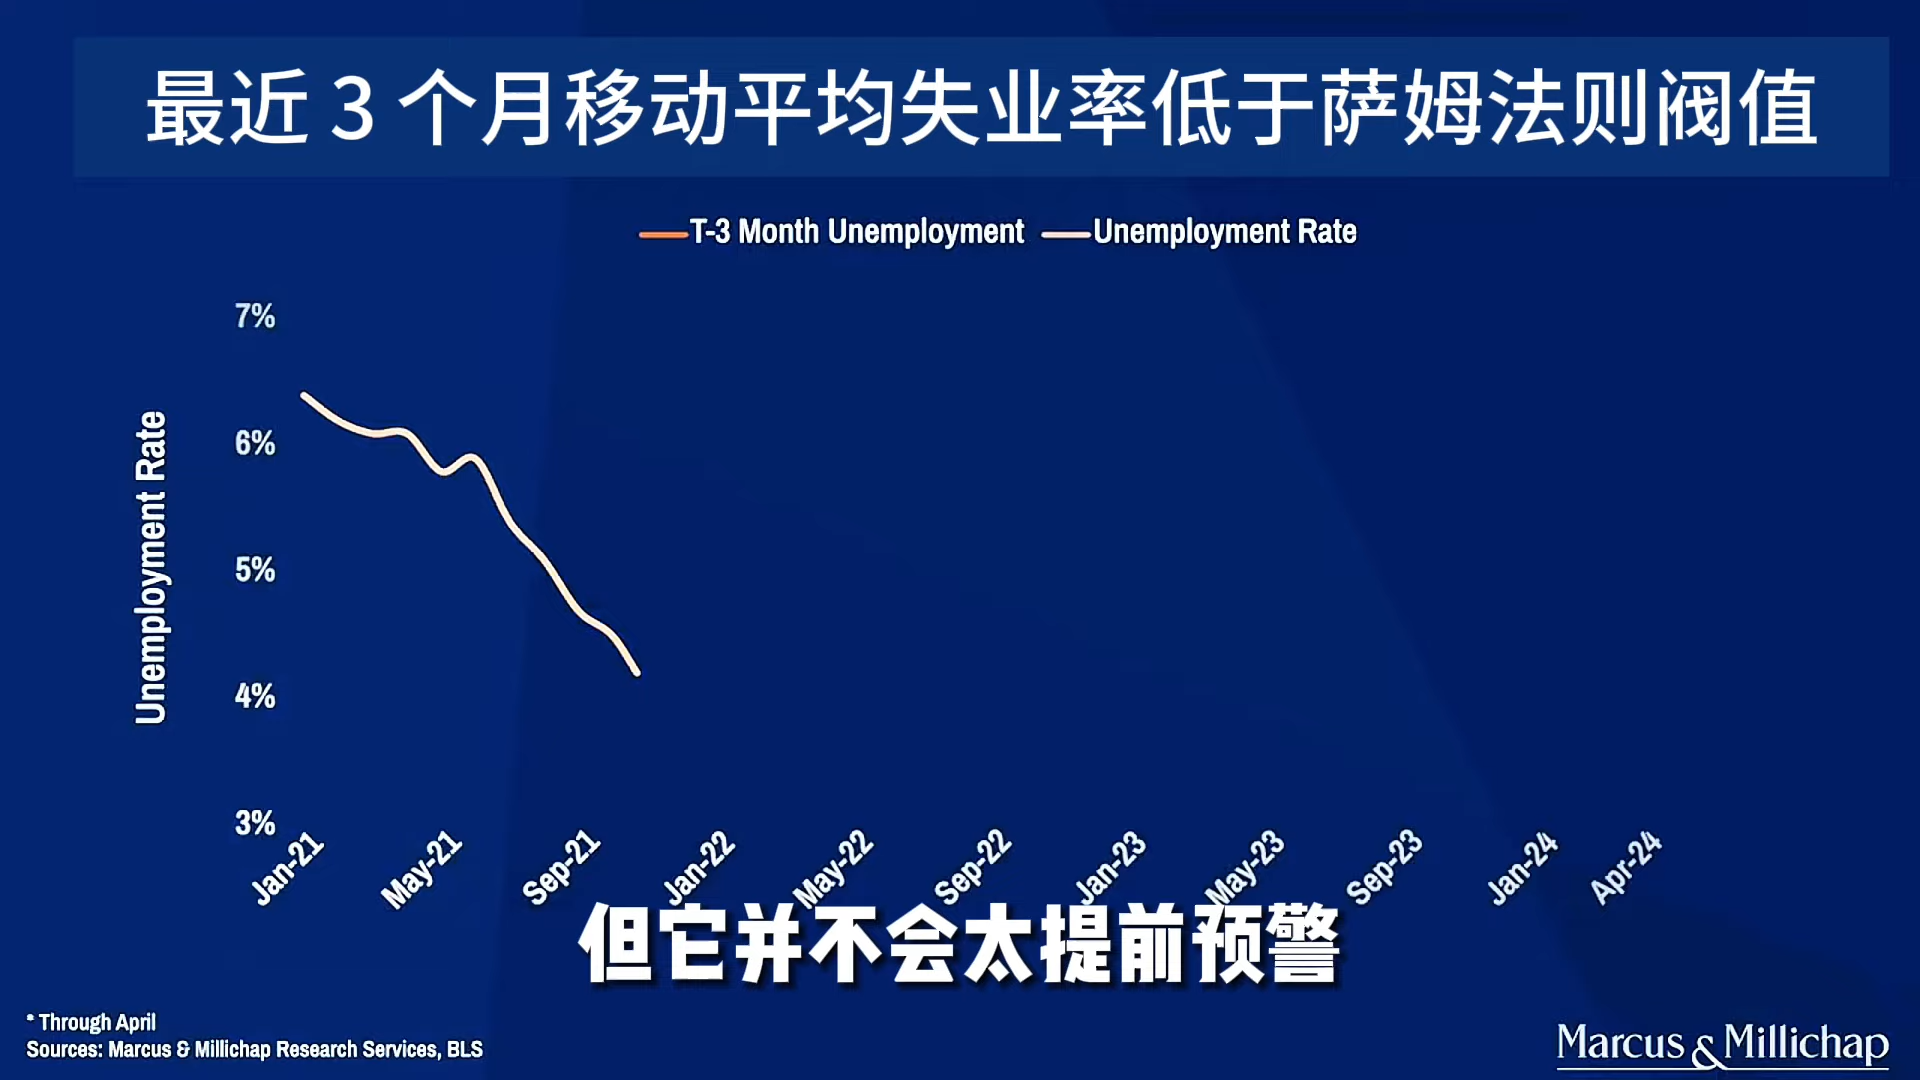 最近 3 个月移动平均失业率低于萨姆法则阀值
T-3 Month Unemployment Unemployment Rate
7%
6%
5%
4%
3%
Unemployment Rate
Jan-21 May-21 Sep-21 Jan-22 May-22 Sep-22 Jan-23 May-23 Sep-23 Jan-24 Apr-24
但它并不会太提前预警
* Through April
Sources: Marcus & Millichap Research Services, BLS
Marcus & Millichap